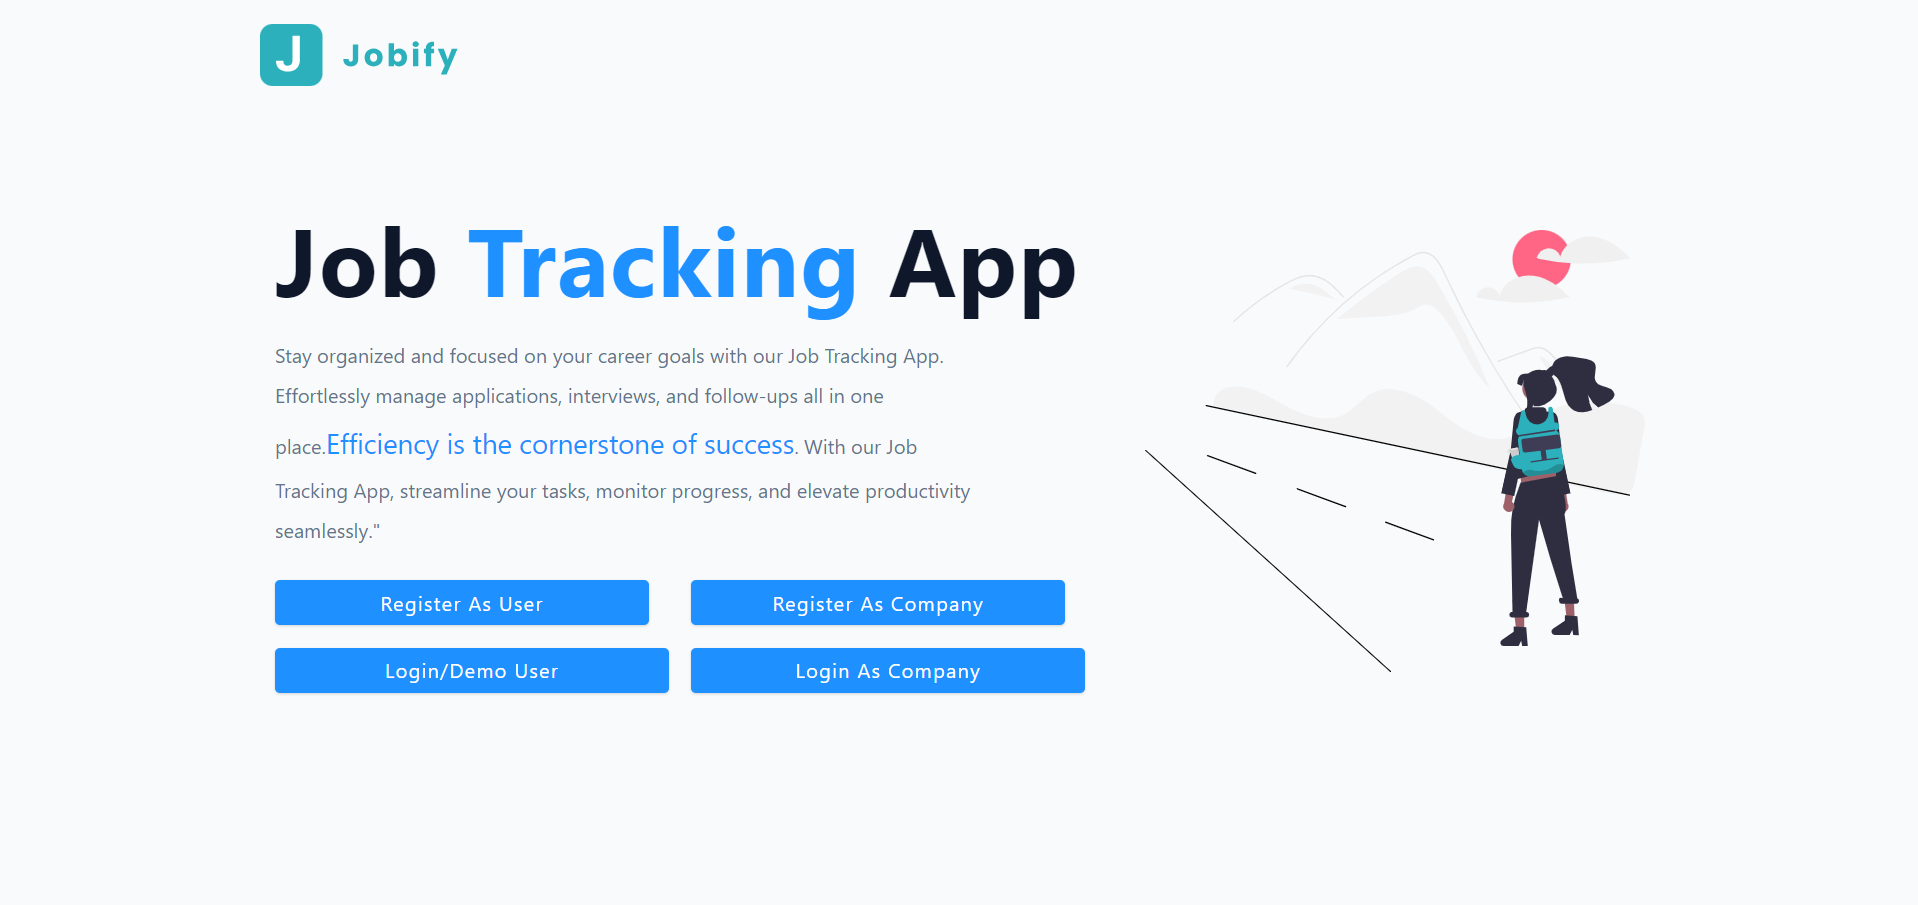 J Jobify
Job Tracking App
Stay organized and focused on your career goals with our Job Tracking App.
Effortlessly manage applications, interviews, and follow-ups all in one
place.Efficiency is the cornerstone of success. With our Job
Tracking App, streamline your tasks, monitor progress, and elevate productivity
seamlessly."
Register As User
Register As Company
Login/Demo User
Login As Company